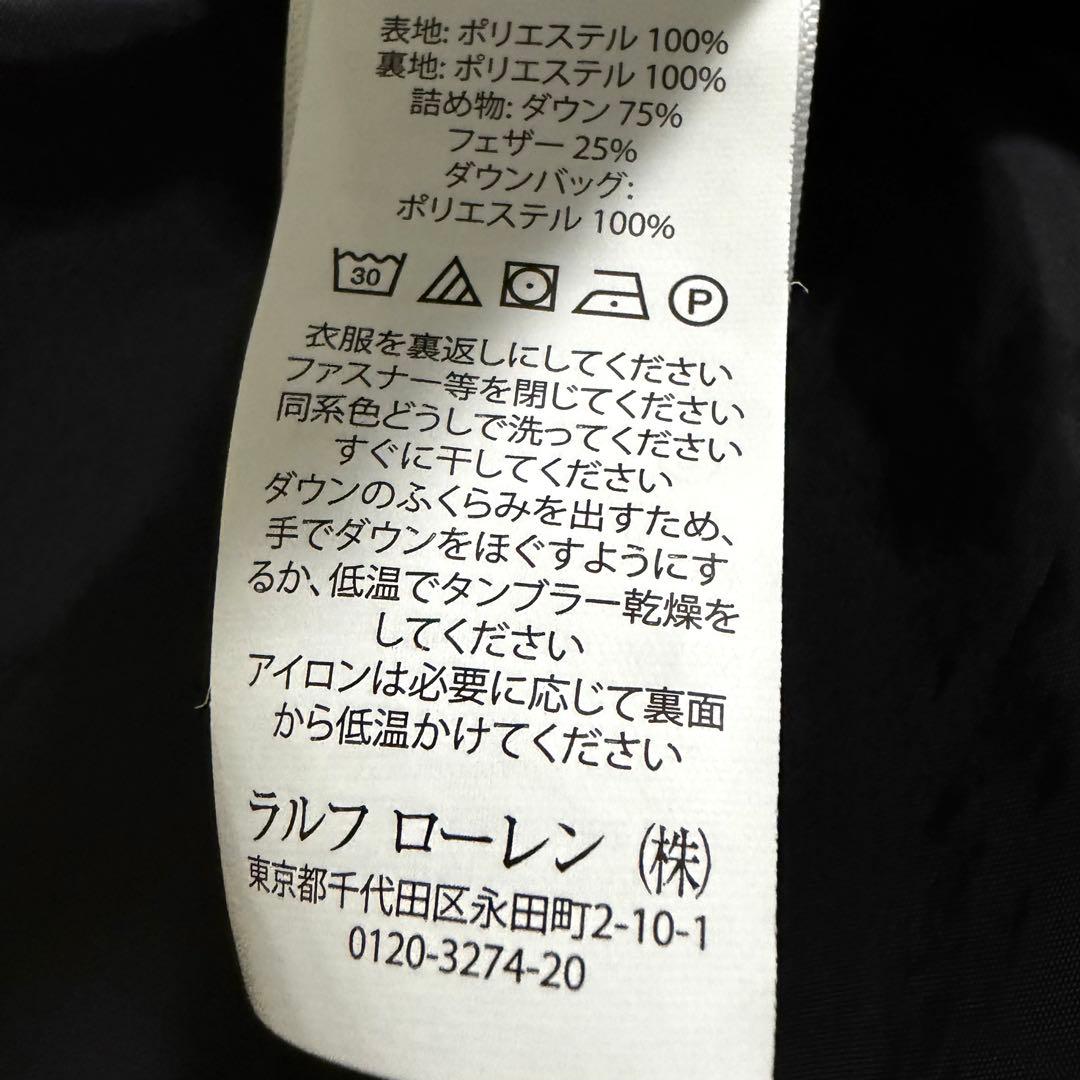 表地: ポリエステル 100%
裏地: ポリエステル 100%
詰め物: ダウン 75%
フェザー 25%
ダウンバッグ:
ポリエステル 100%
30 P
衣服を裏返しにしてください
ファスナー等を閉じてください
同系色どうしで洗ってください
すぐに干してください
ダウンのふくらみを出すため、
手でダウンをほぐすようにす
るか、低温でタンブラー乾燥を
してください
アイロンは必要に応じて裏面
から低温かけてください
ラルフ ローレン (株)
東京都千代田区永田町2-10-1
0120-3274-20